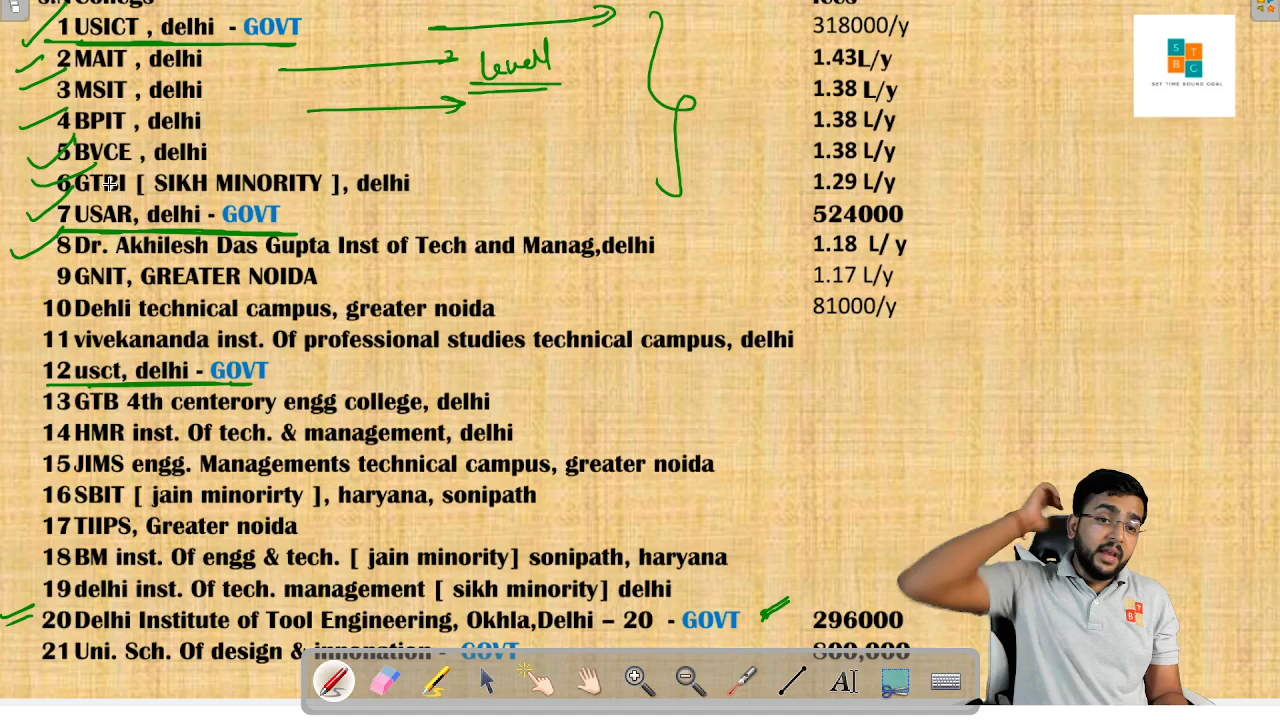 1 USICT , delhi - GOVT 318000/y
2 MAIT , delhi 1.43L/y
level
3 MSIT , delhi 1.38 L/y
4 BPIT , delhi 1.38 L/y
5 BVCE , delhi 1.38 L/y
6 GTBI [ SIKH MINORITY ], delhi 1.29 L/y
7 USAR, delhi - GOVT 524000
8 Dr. Akhilesh Das Gupta Inst of Tech and Manag,delhi 1.18 L/ y
9 GNIT, GREATER NOIDA 1.17 L/y
10 Dehli technical campus, greater noida 81000/y
11 vivekananda inst. Of professional studies technical campus, delhi
12 usct, delhi - GOVT
13 GTB 4th centerory engg college, delhi
14 HMR inst. Of tech. & management, delhi
15 JIMS engg. Managements technical campus, greater noida
16 SBIT [ jain minorirty ], haryana, sonipath
17 TIIPS, Greater noida
18 BM inst. Of engg & tech. [ jain minority] sonipath, haryana
19 delhi inst. Of tech. management [ sikh minority] delhi
20 Delhi Institute of Tool Engineering, Okhla,Delhi – 20 - GOVT 296000
21 Uni. Sch. Of design & innovation - GOVT 800,000
S T
B G
SET TIME BOUND GOAL
AI